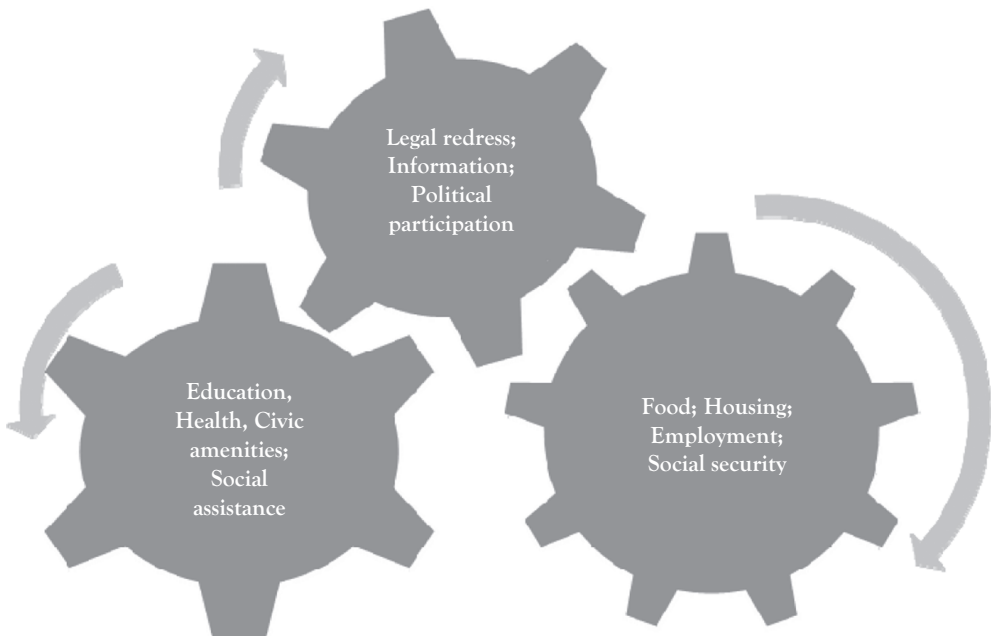 Legal redress;
Information;
Political
participation
Education,
Health, Civic
amenities;
Social
assistance
Food; Housing;
Employment;
Social security